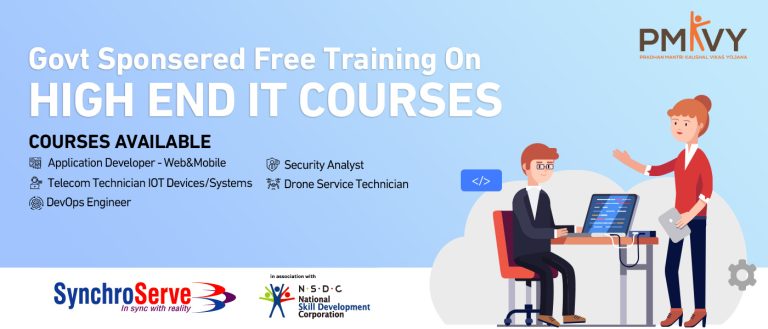 PMKVY
PRADHAN MANTRI KAUSHAL VIKAS YOJANA
Govt Sponsered Free Training On
HIGH END IT COURSES
COURSES AVAILABLE
Application Developer - Web&Mobile
Security Analyst
Telecom Technician IOT Devices/Systems
Drone Service Technician
DevOps Engineer
</>
SynchroServe
In sync with reality
in association with
N·S·D·C
National
Skill Development
Corporation